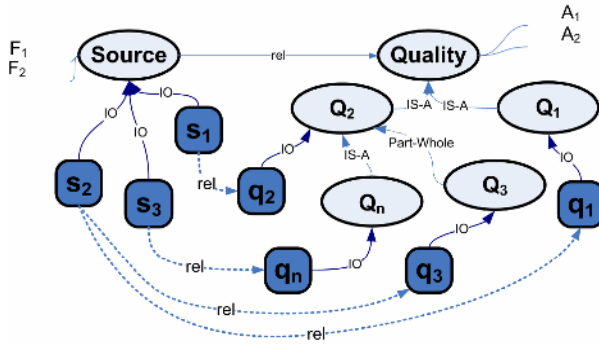 A₁
F₁ Source rel Quality A₂
F₂
IO IO IO s₁ Q₂ IS-A IS-A Q₁
IO Part-Whole IO
s₂ s₃ rel q₂ IS-A Q₃ q₁
Qₙ
rel qₙ IO q₃ IO
rel
rel